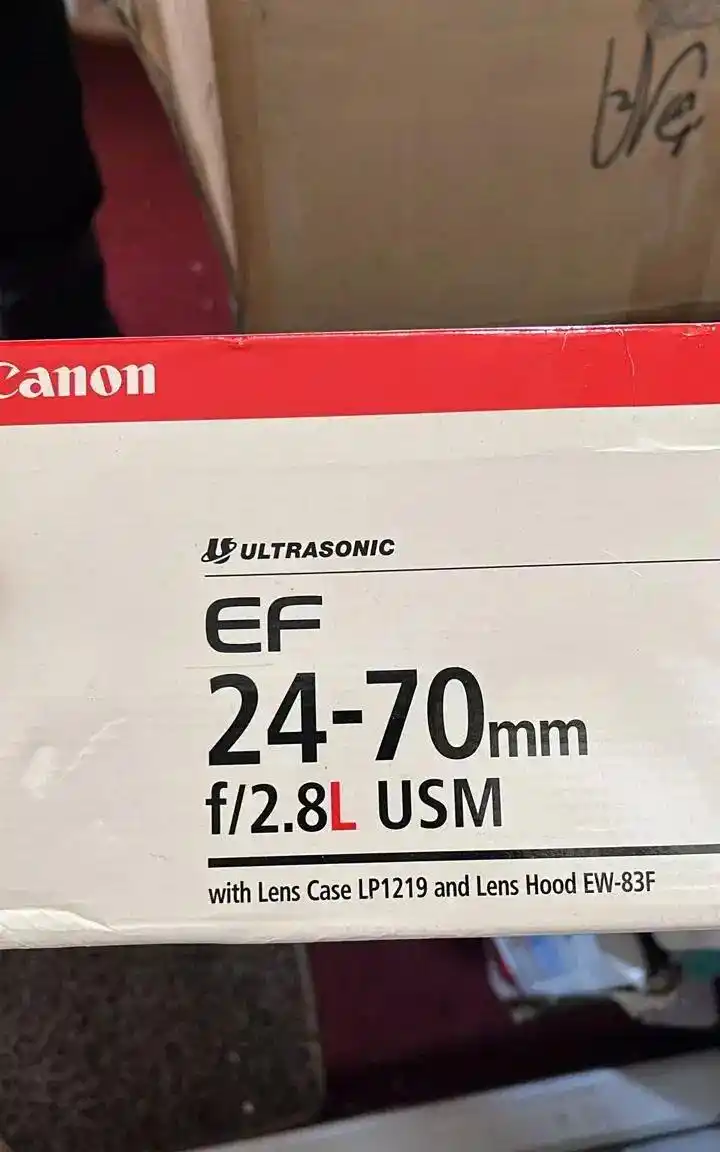 Canon
ULTRASONIC
EF
24-70mm
f/2.8L USM
with Lens Case LP1219 and Lens Hood EW-83F